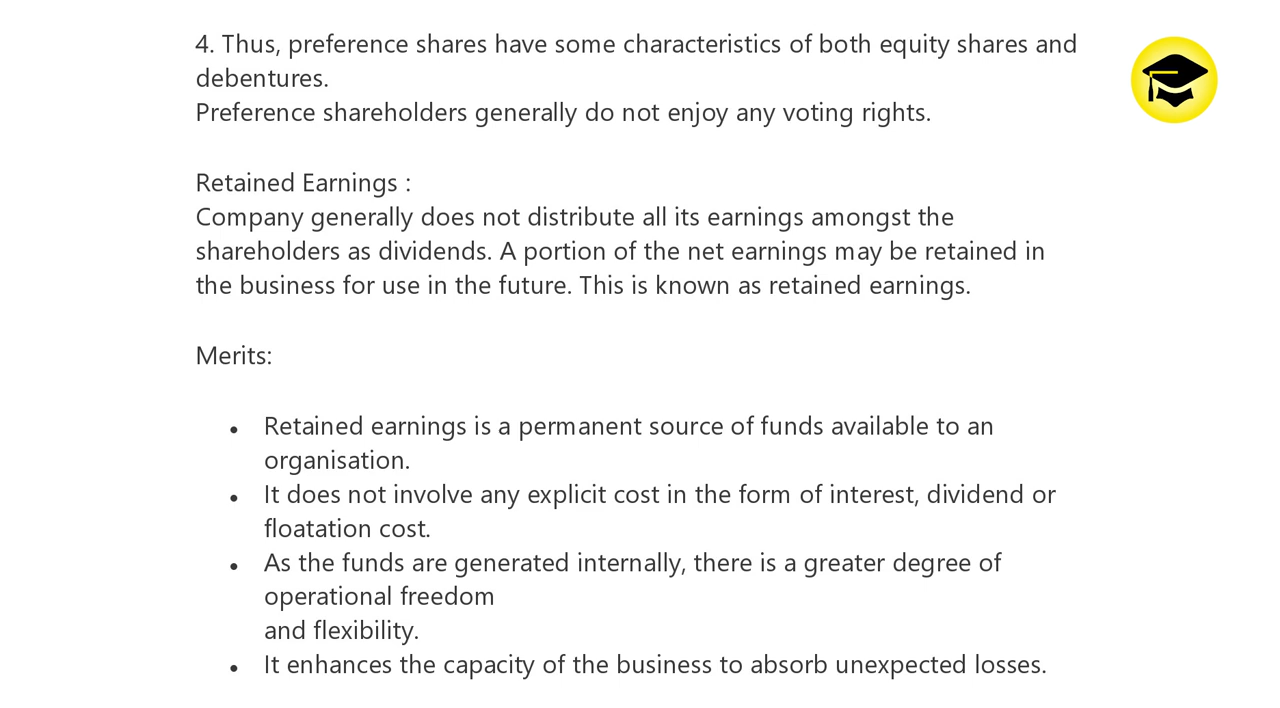 4. Thus, preference shares have some characteristics of both equity shares and
debentures.
Preference shareholders generally do not enjoy any voting rights.
Retained Earnings :
Company generally does not distribute all its earnings amongst the
shareholders as dividends. A portion of the net earnings may be retained in
the business for use in the future. This is known as retained earnings.
Merits:
• Retained earnings is a permanent source of funds available to an
organisation.
• It does not involve any explicit cost in the form of interest, dividend or
floatation cost.
• As the funds are generated internally, there is a greater degree of
operational freedom
and flexibility.
• It enhances the capacity of the business to absorb unexpected losses.